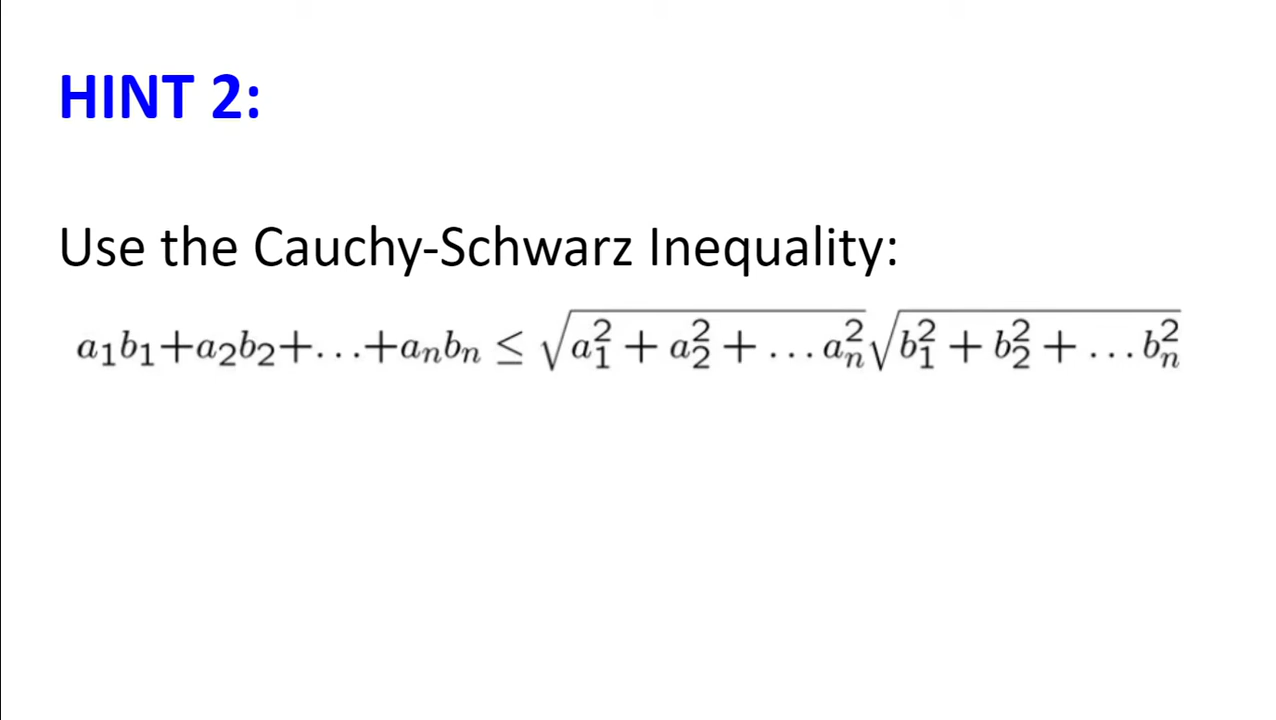 HINT 2:
Use the Cauchy-Schwarz Inequality:
a₁b₁+a₂b₂+...+aₙbₙ ≤ √(a₁² + a₂² + ... aₙ²)√(b₁² + b₂² + ... bₙ²)